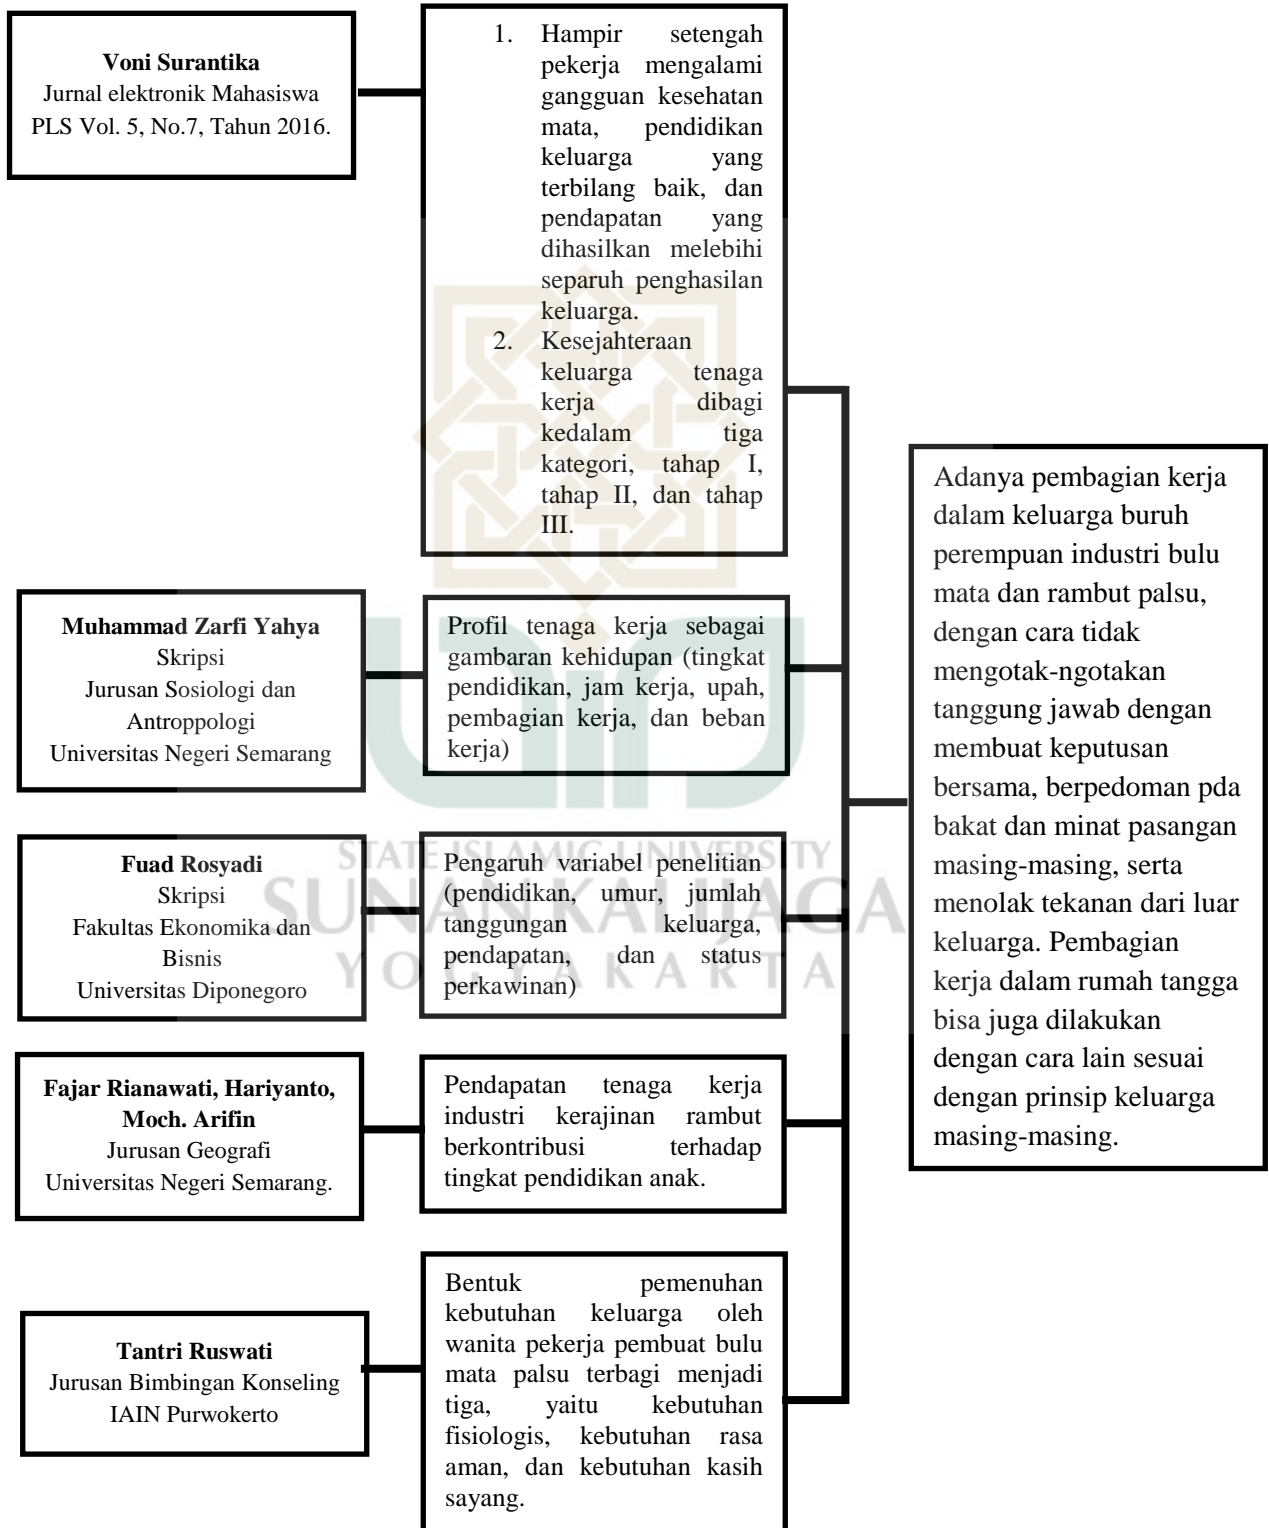 Voni Surantika
Jurnal elektronik Mahasiswa
PLS Vol. 5, No.7, Tahun 2016.
1. Hampir setengah
pekerja mengalami
gangguan kesehatan
mata, pendidikan
keluarga yang
terbilang baik, dan
pendapatan yang
dihasilkan melebihi
separuh penghasilan
keluarga.
2. Kesejahteraan
keluarga tenaga
kerja dibagi
kedalam tiga
kategori, tahap I,
tahap II, dan tahap
III.
Muhammad Zarfi Yahya
Skripsi
Jurusan Sosiologi dan
Antroppologi
Universitas Negeri Semarang
Profil tenaga kerja sebagai
gambaran kehidupan (tingkat
pendidikan, jam kerja, upah,
pembagian kerja, dan beban
kerja)
Fuad Rosyadi
Skripsi
Fakultas Ekonomika dan
Bisnis
Universitas Diponegoro
Pengaruh variabel penelitian
(pendidikan, umur, jumlah
tanggungan keluarga,
pendapatan, dan status
perkawinan)
Fajar Rianawati, Hariyanto,
Moch. Arifin
Jurusan Geografi
Universitas Negeri Semarang.
Pendapatan tenaga kerja
industri kerajinan rambut
berkontribusi terhadap
tingkat pendidikan anak.
Tantri Ruswati
Jurusan Bimbingan Konseling
IAIN Purwokerto
Bentuk pemenuhan
kebutuhan keluarga oleh
wanita pekerja pembuat bulu
mata palsu terbagi menjadi
tiga, yaitu kebutuhan
fisiologis, kebutuhan rasa
aman, dan kebutuhan kasih
sayang.
Adanya pembagian kerja
dalam keluarga buruh
perempuan industri bulu
mata dan rambut palsu,
dengan cara tidak
mengotak-ngotakan
tanggung jawab dengan
membuat keputusan
bersama, berpedoman pda
bakat dan minat pasangan
masing-masing, serta
menolak tekanan dari luar
keluarga. Pembagian
kerja dalam rumah tangga
bisa juga dilakukan
dengan cara lain sesuai
dengan prinsip keluarga
masing-masing.
STATE ISLAMIC UNIVERSITY
SUNAN KALIJAGA
YOGYAKARTA